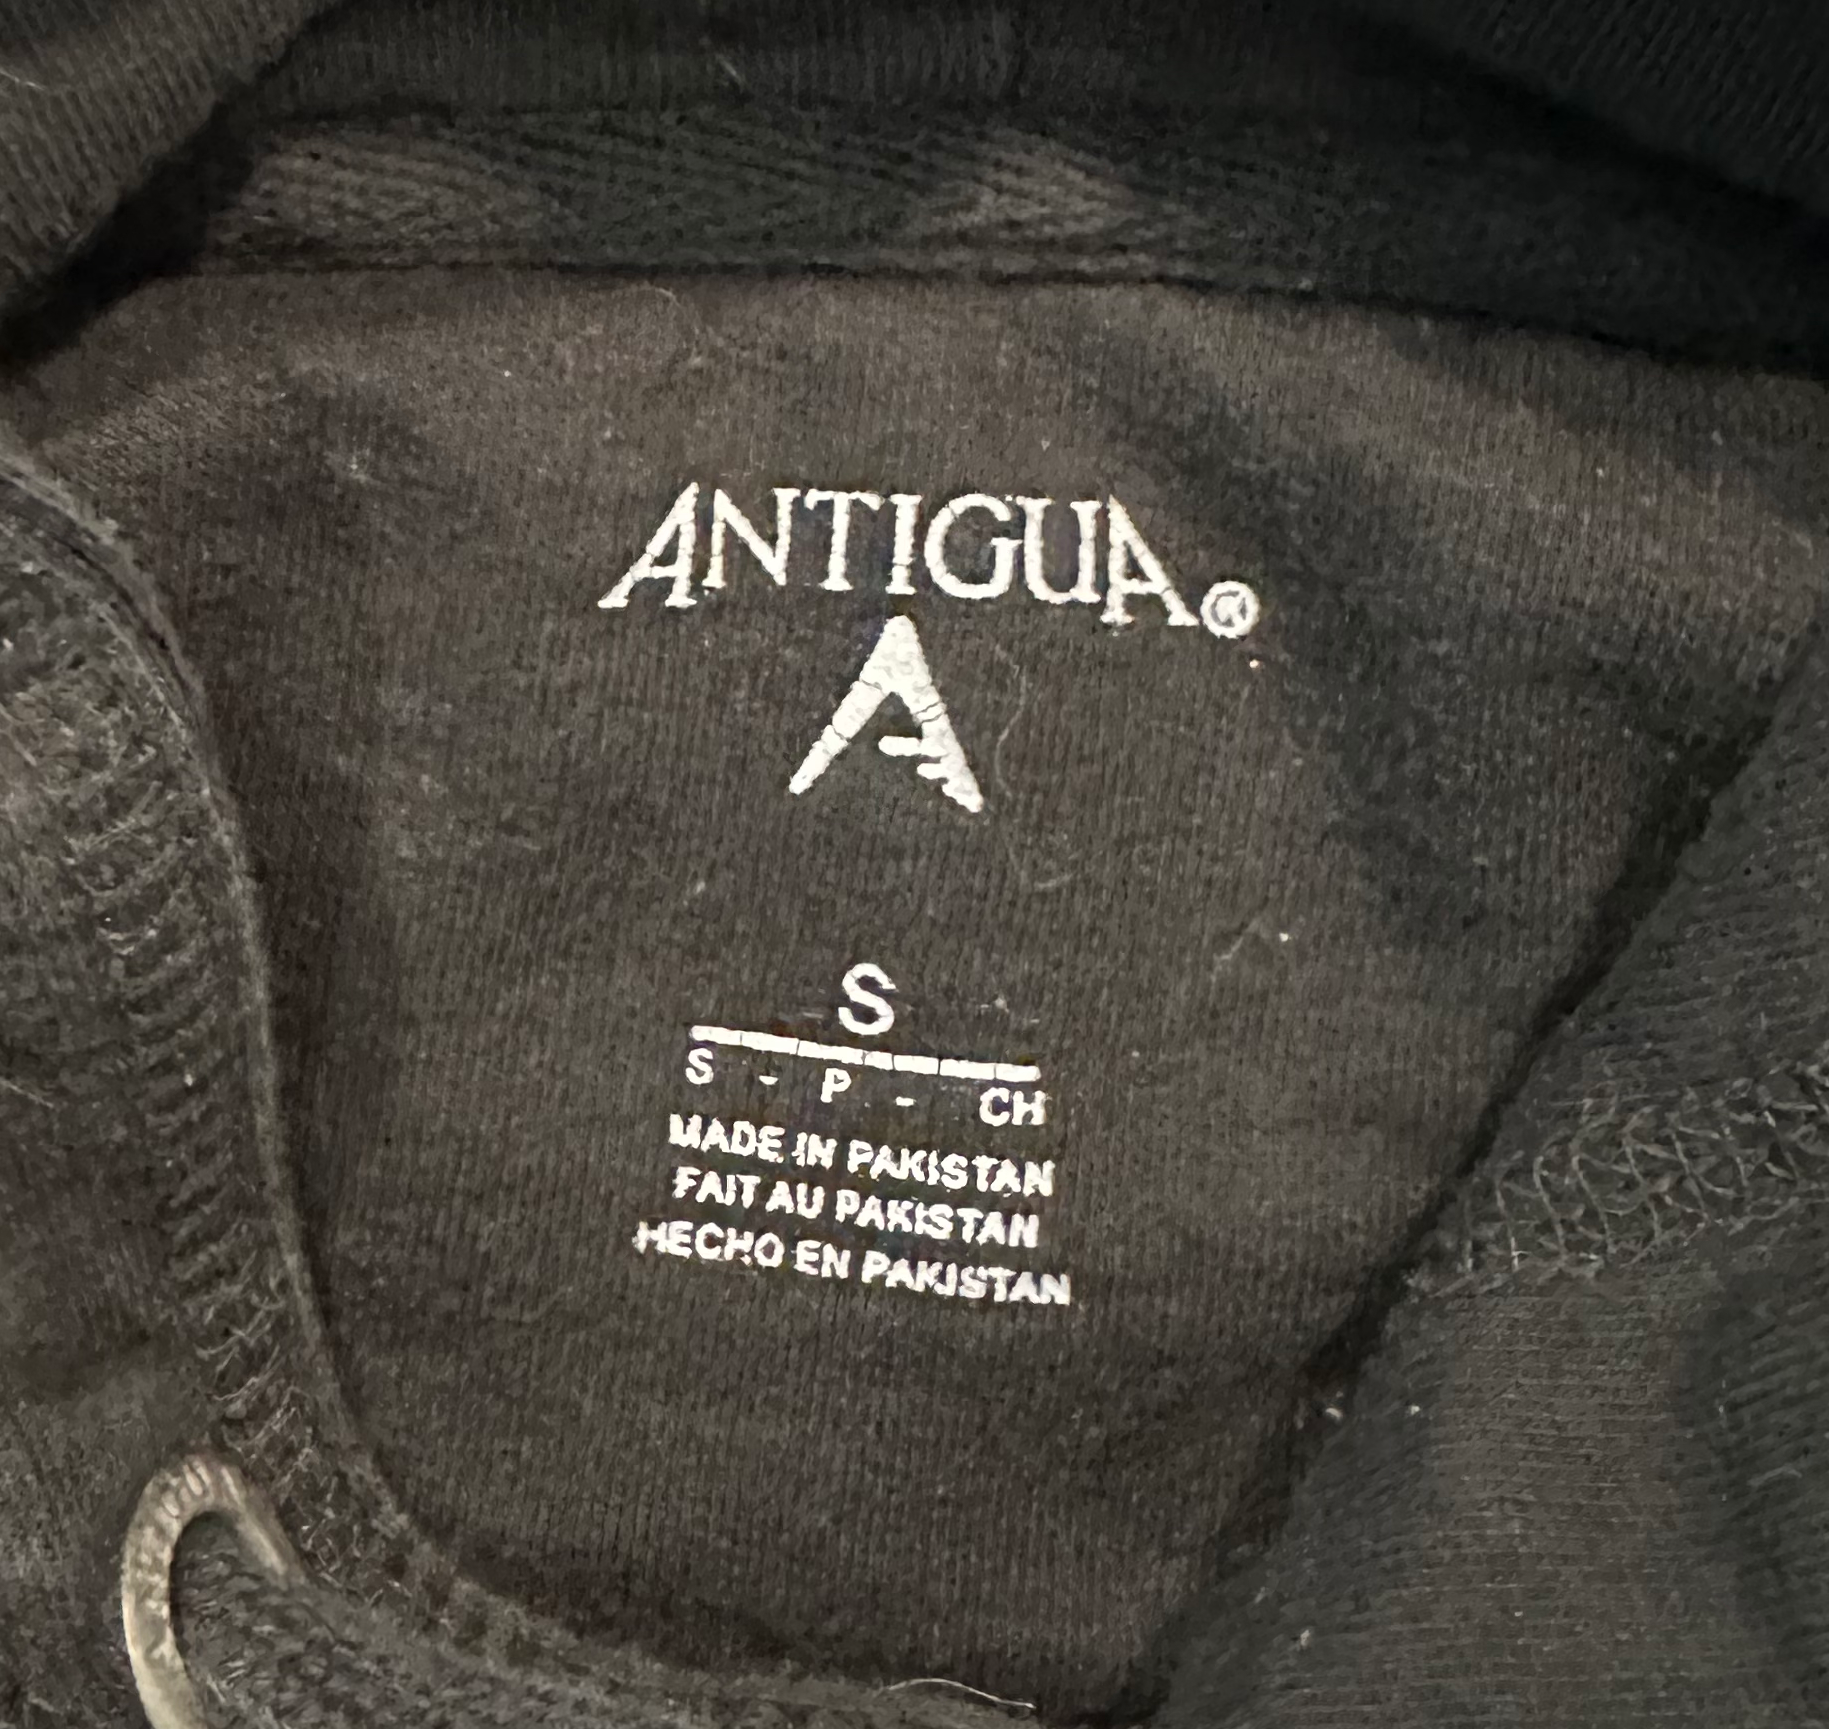 ANTIGUA®
A
S
S - P - CH
MADE IN PAKISTAN
FAIT AU PAKISTAN
HECHO EN PAKISTAN